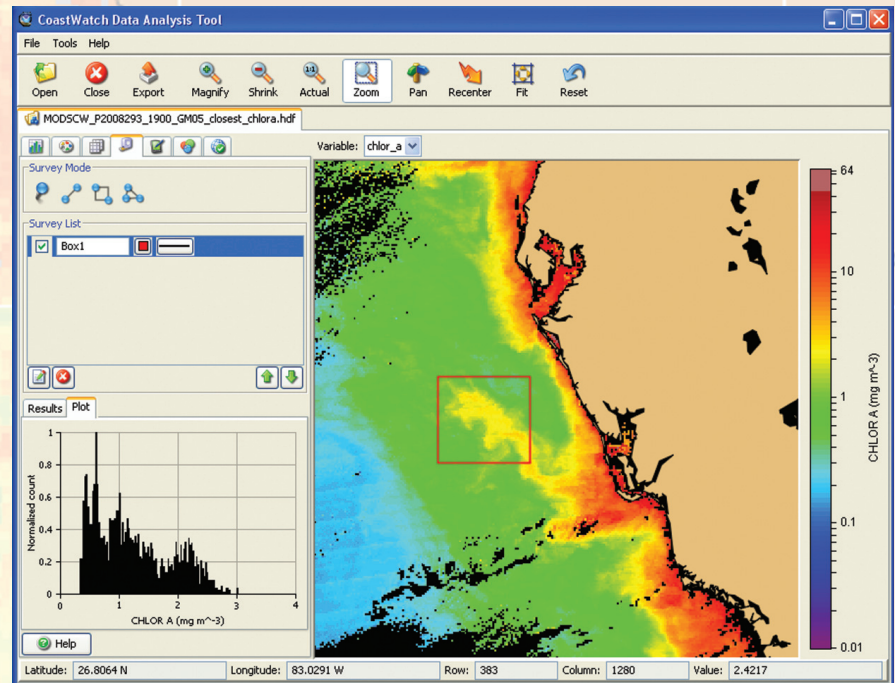 CoastWatch Data Analysis Tool
File Tools Help
Open Close Export Magnify Shrink Actual Zoom Pan Recenter Fit Reset
MODSCW_P2008293_1900_GM05_closest_chlora.hdf
Variable: chlor_a
Survey Mode
Survey List
Box1
Results Plot
Normalized count
1
0.8
0.6
0.4
0.2
0
0 1 2 3 4
CHLOR A (mg m^-3)
Help
64
10
1
0.1
0.01
CHLOR A (mg m^-3)
Latitude: 26.8064 N Longitude: 83.0291 W Row: 383 Column: 1280 Value: 2.4217